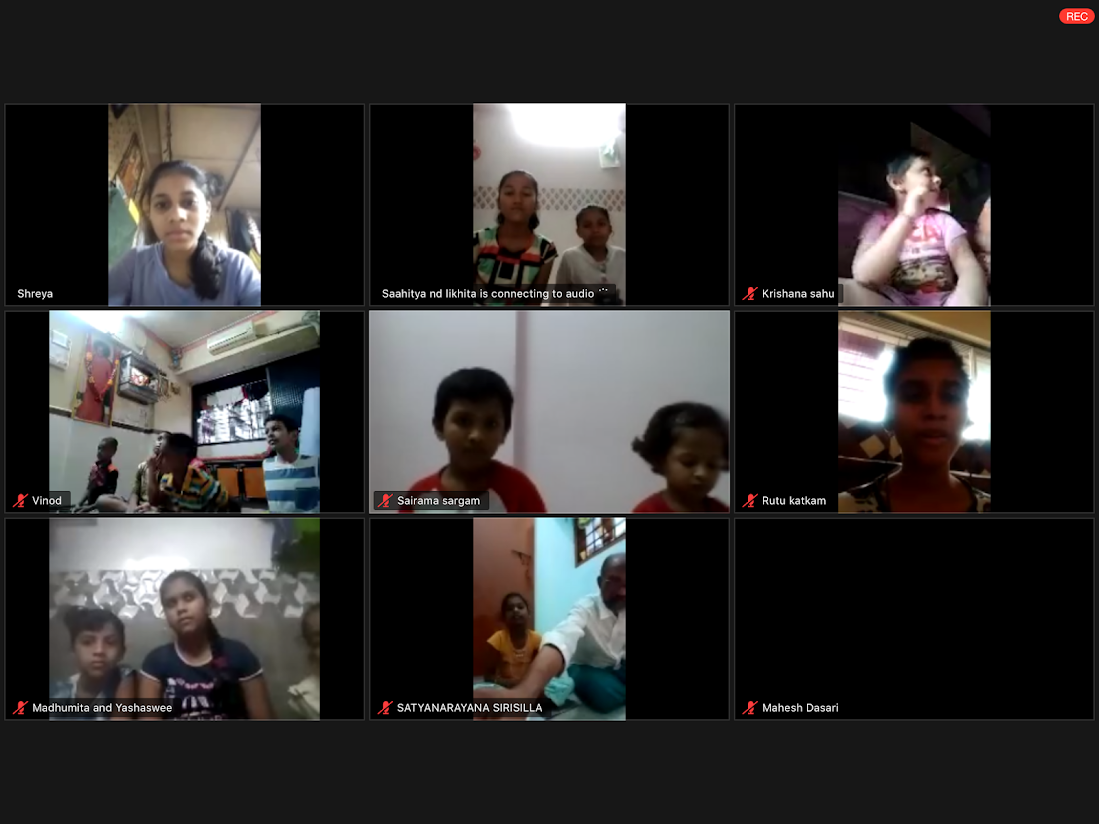 REC
Shreya
Saahitya nd likhita is connecting to audio
Krishana sahu
Vinod
Sairama sargam
Rutu katkam
Madhumita and Yashaswee
SATYANARAYANA SIRISILLA
Mahesh Dasari